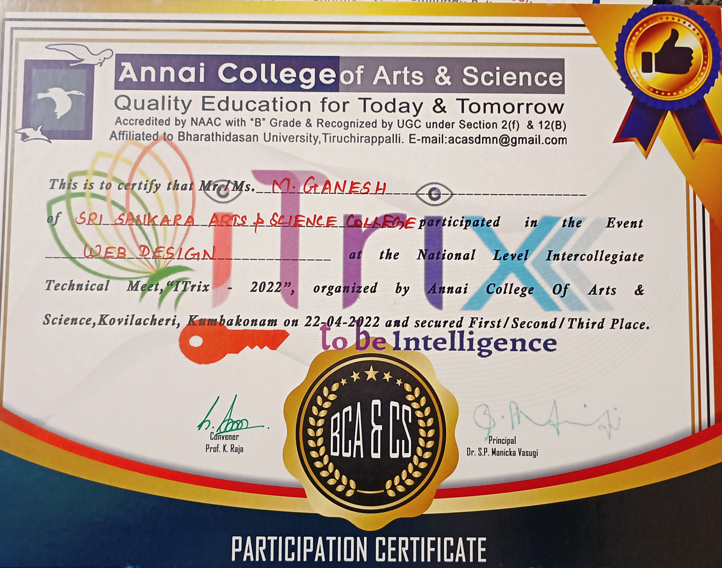 Annai College of Arts & Science
Quality Education for Today & Tomorrow
Accredited by NAAC with "B" Grade & Recognized by UGC under Section 2(f) & 12(B)
Affiliated to Bharathidasan University,Tiruchirappalli. E-mail:acasdmn@gmail.com
This is to certify that Mr./Ms. M. GANESH
of SRI SANKARA ARTS & SCIENCE COLLEGE participated in the Event
WEB DESIGN at the National Level Intercollegiate
Technical Meet,"ITrix - 2022", organized by Annai College Of Arts &
Science,Kovilacheri, Kumbakonam on 22-04-2022 and secured First/Second/Third Place.
iTrix
to be Intelligence
BCA & CS
Convener
Prof. K. Raja
Principal
Dr. S.P. Manicka Vasugi
PARTICIPATION CERTIFICATE